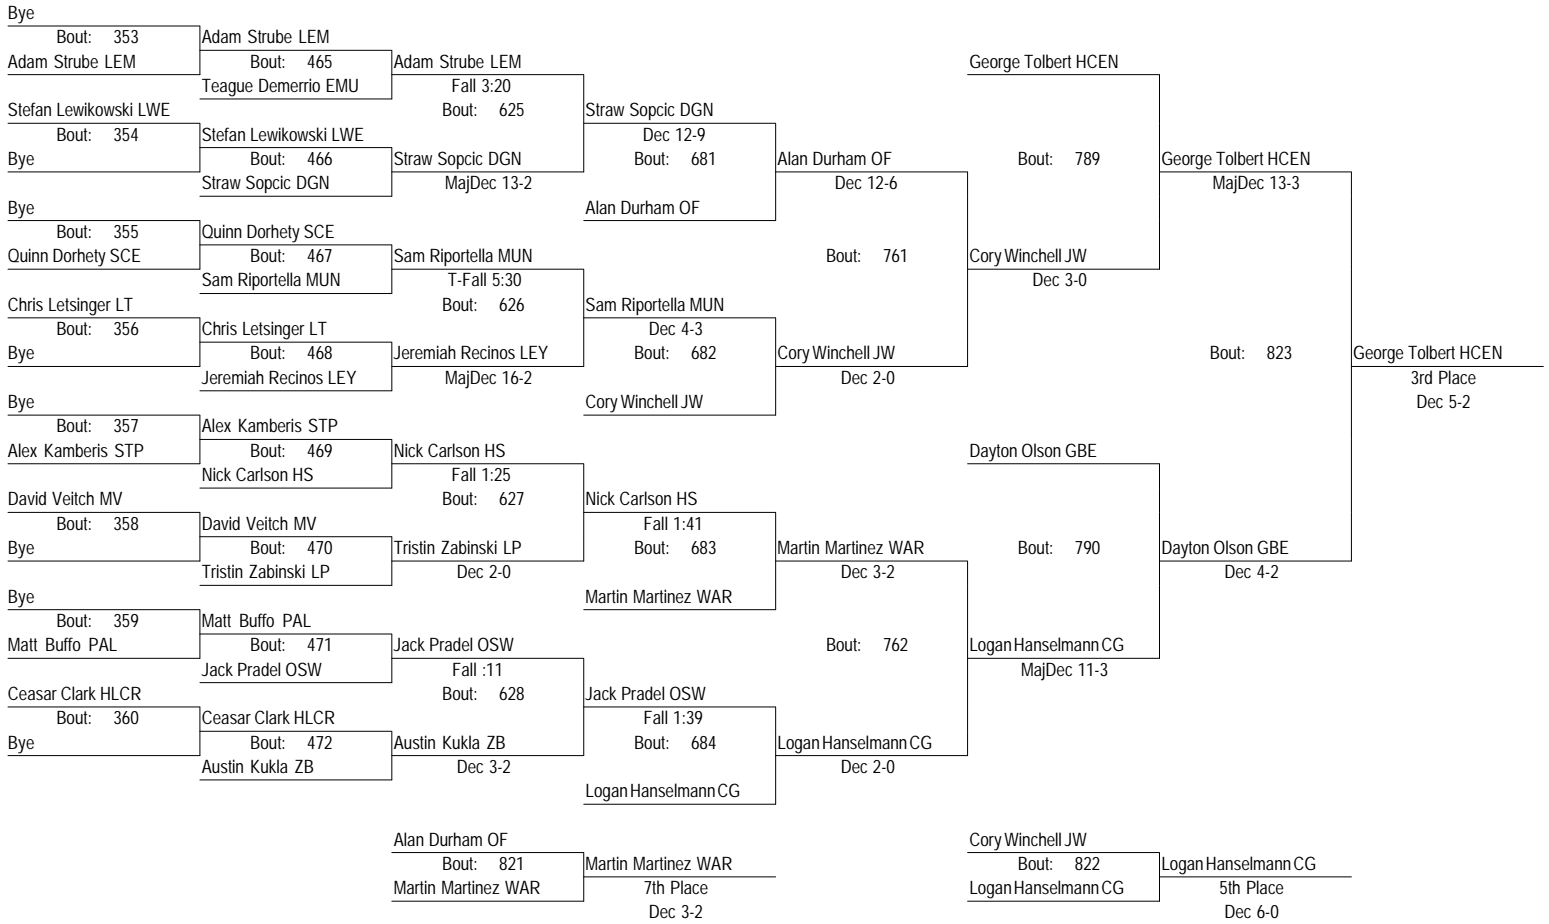 Bye
Bout: 353
Adam Strube LEM
Stefan Lewikowski LWE
Bout: 354
Bye
Bye
Bout: 355
Quinn Dorhety SCE
Chris Letsinger LT
Bout: 356
Bye
Bye
Bout: 357
Alex Kamberis STP
David Veitch MV
Bout: 358
Bye
Bye
Bout: 359
Matt Buffo PAL
Ceasar Clark HLCR
Bout: 360
Bye
Adam Strube LEM
Bout: 465
Teague Demerrio EMU
Stefan Lewikowski LWE
Bout: 466
Straw Sopcic DGN
Quinn Dorhety SCE
Bout: 467
Sam Riportella MUN
Chris Letsinger LT
Bout: 468
Jeremiah Recinos LEY
Alex Kamberis STP
Bout: 469
Nick Carlson HS
David Veitch MV
Bout: 470
Tristin Zabinski LP
Matt Buffo PAL
Bout: 471
Jack Pradel OSW
Ceasar Clark HLCR
Bout: 472
Austin Kukla ZB
Adam Strube LEM
Fall 3:20
Bout: 625
Straw Sopcic DGN
MajDec 13-2
Sam Riportella MUN
T-Fall 5:30
Bout: 626
Jeremiah Recinos LEY
MajDec 16-2
Nick Carlson HS
Fall 1:25
Bout: 627
Tristin Zabinski LP
Dec 2-0
Jack Pradel OSW
Fall :11
Bout: 628
Austin Kukla ZB
Dec 3-2
Straw Sopcic DGN
Dec 12-9
Bout: 681
Alan Durham OF
Sam Riportella MUN
Dec 4-3
Bout: 682
Cory Winchell JW
Nick Carlson HS
Fall 1:41
Bout: 683
Martin Martinez WAR
Jack Pradel OSW
Fall 1:39
Bout: 684
Logan Hanselmann CG
Alan Durham OF
Dec 12-6
Bout: 761
Cory Winchell JW
Dec 2-0
Martin Martinez WAR
Dec 3-2
Bout: 762
Logan Hanselmann CG
Dec 2-0
George Tolbert HCEN
Bout: 789
Cory Winchell JW
Dec 3-0
Dayton Olson GBE
Bout: 790
Logan Hanselmann CG
MajDec 11-3
George Tolbert HCEN
MajDec 13-3
Bout: 823
Dayton Olson GBE
Dec 4-2
George Tolbert HCEN
3rd Place
Dec 5-2
Alan Durham OF
Bout: 821
Martin Martinez WAR
Martin Martinez WAR
7th Place
Dec 3-2
Cory Winchell JW
Bout: 822
Logan Hanselmann CG
Logan Hanselmann CG
5th Place
Dec 6-0